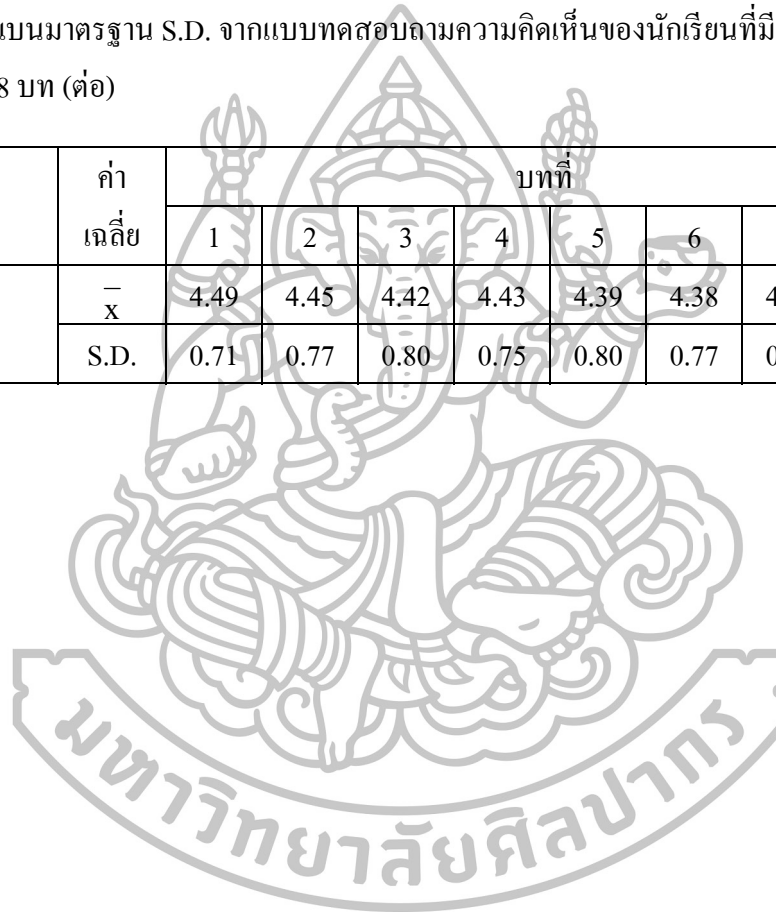 นบนมาตรฐาน S.D. จากแบบทดสอบถามความคิดเห็นของนักเรียนที่มี
8 บท (ต่อ)
ค่า บทที่
เฉลี่ย 1 2 3 4 5 6
x̄ 4.49 4.45 4.42 4.43 4.39 4.38 4
S.D. 0.71 0.77 0.80 0.75 0.80 0.77 0
มหาวิทยาลัยศิลปากร